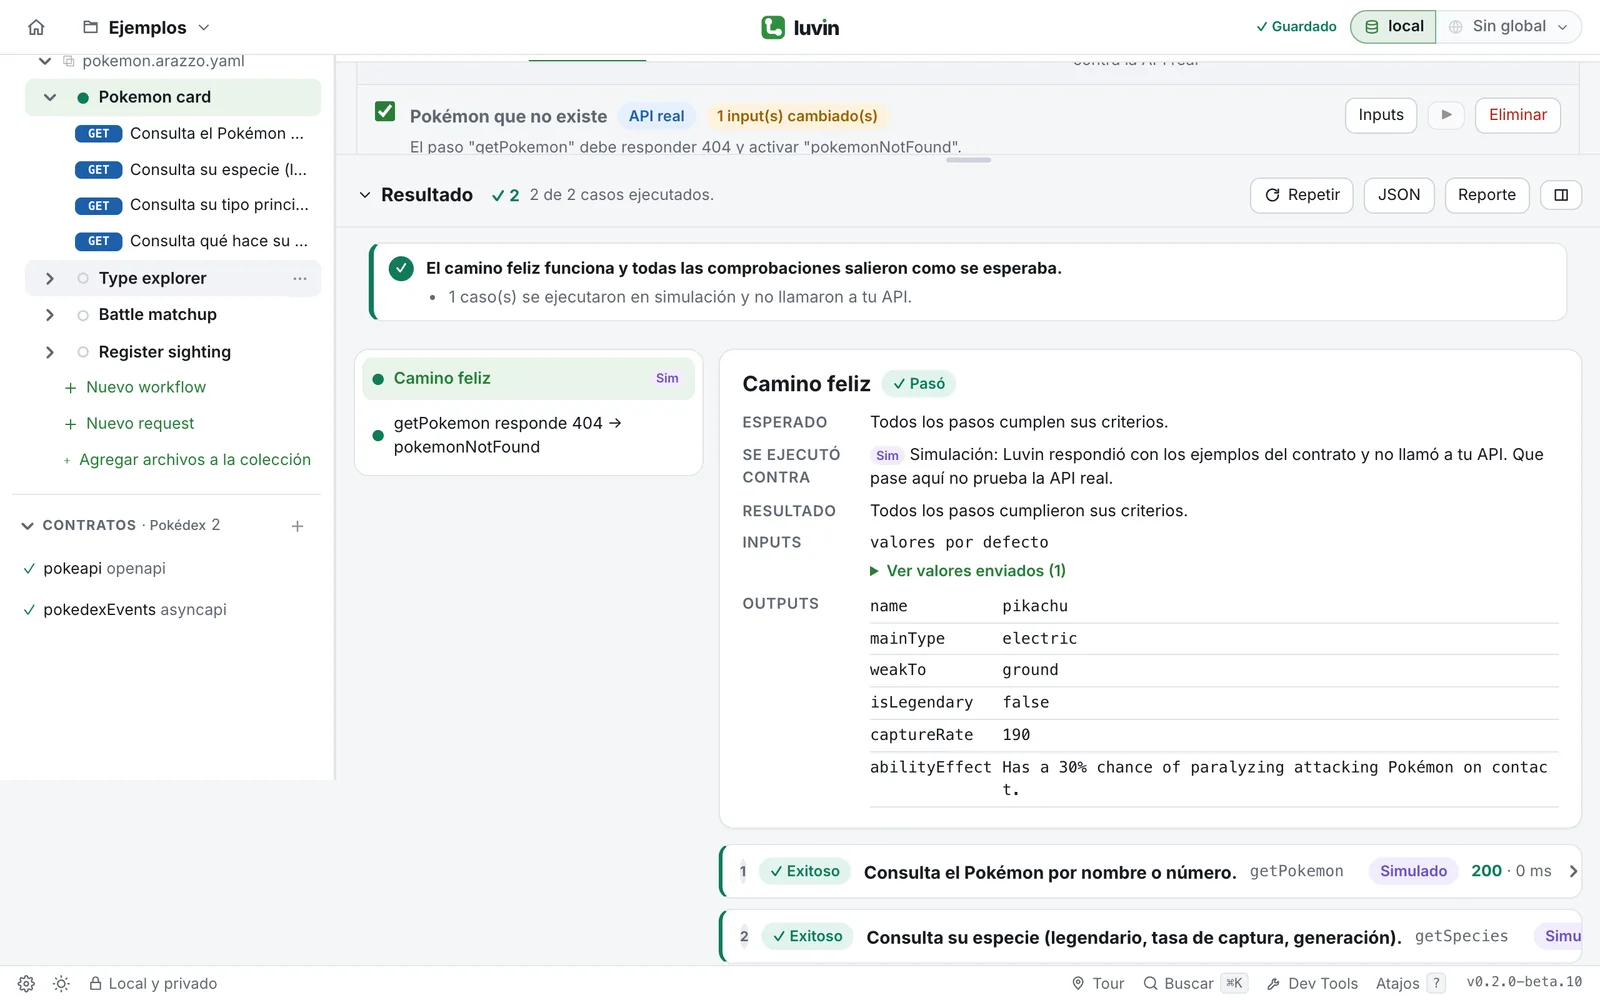 Ejemplos
luvin
Guardado
local
Sin global
pokemon.arazzo.yaml
Pokemon card
GET Consulta el Pokémon ...
GET Consulta su especie (l...
GET Consulta su tipo princi...
GET Consulta qué hace su ...
Type explorer ...
Battle matchup
Register sighting
+ Nuevo workflow
+ Nuevo request
+ Agregar archivos a la colección
CONTRATOS · Pokédex 2 +
pokeapi openapi
pokedexEvents asyncapi
contra la API real
Pokémon que no existe API real 1 input(s) cambiado(s)
Inputs
Eliminar
El paso "getPokemon" debe responder 404 y activar "pokemonNotFound".
Resultado ✓ 2 2 de 2 casos ejecutados.
Repetir
JSON
Reporte
El camino feliz funciona y todas las comprobaciones salieron como se esperaba.
• 1 caso(s) se ejecutaron en simulación y no llamaron a tu API.
Camino feliz Sim
getPokemon responde 404 →
pokemonNotFound
Camino feliz ✓ Pasó
ESPERADO Todos los pasos cumplen sus criterios.
SE EJECUTÓ CONTRA Sim Simulación: Luvin respondió con los ejemplos del contrato y no llamó a tu API. Que
pase aquí no prueba la API real.
RESULTADO Todos los pasos cumplieron sus criterios.
INPUTS valores por defecto
▶ Ver valores enviados (1)
OUTPUTS name pikachu
mainType electric
weakTo ground
isLegendary false
captureRate 190
abilityEffect Has a 30% chance of paralyzing attacking Pokémon on contac
t.
1 ✓ Exitoso Consulta el Pokémon por nombre o número. getPokemon Simulado 200 · 0 ms
2 ✓ Exitoso Consulta su especie (legendario, tasa de captura, generación). getSpecies Simu
Local y privado
Tour
Buscar ⌘K
Dev Tools
Atajos ?
v0.2.0-beta.10